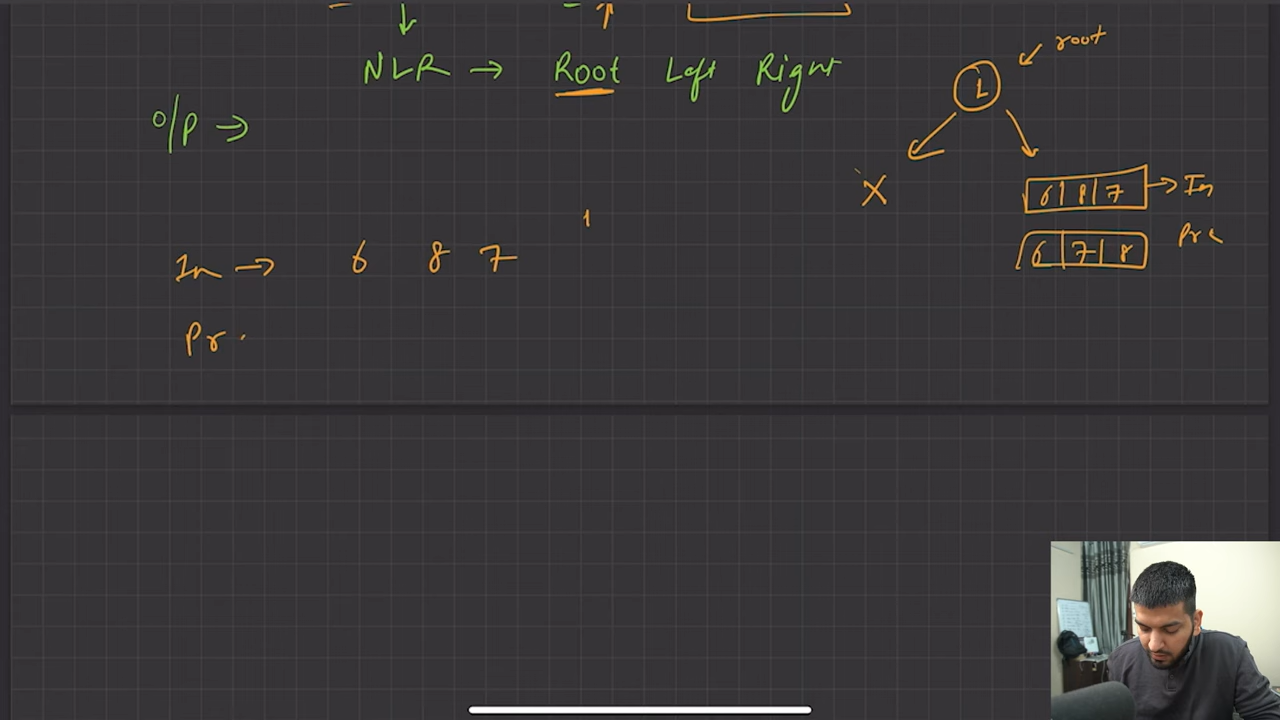 NLR → Root Left Right
O/P →
root
1
X
6 | 8 | 7 → In
6 | 7 | 8 Pre
In → 6 8 7
Pr